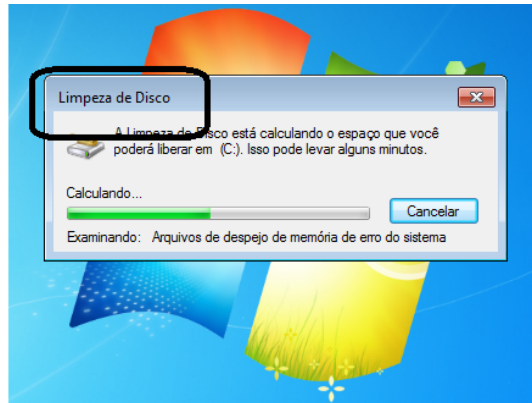 Limpeza de Disco
A Limpeza de Disco está calculando o espaço que você
poderá liberar em (C:). Isso pode levar alguns minutos.
Calculando...
Cancelar
Examinando: Arquivos de despejo de memória de erro do sistema